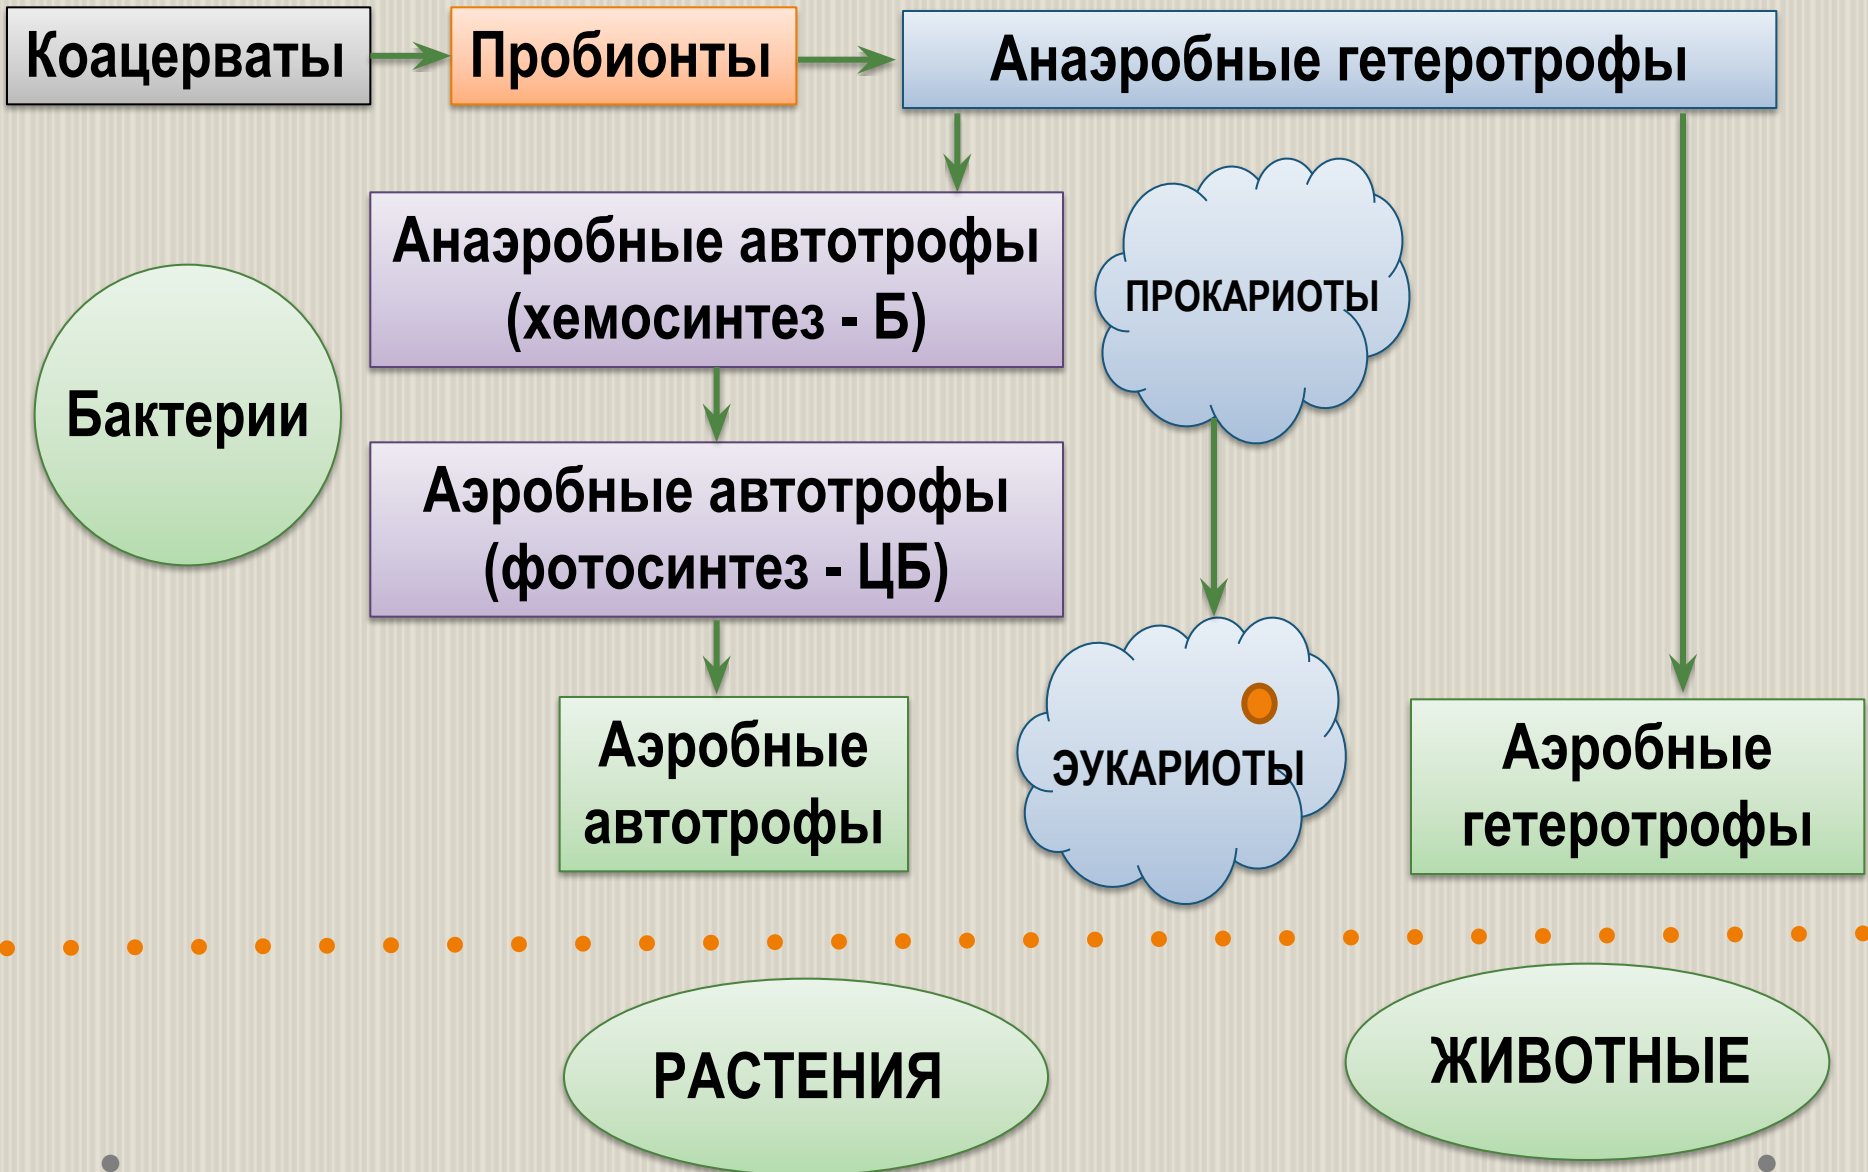 Коацерваты
Пробионты
Анаэробные гетеротрофы
Анаэробные автотрофы
(хемосинтез - Б)
ПРОКАРИОТЫ
Бактерии
Аэробные автотрофы
(фотосинтез - ЦБ)
Аэробные
автотрофы
ЭУКАРИОТЫ
Аэробные
гетеротрофы
РАСТЕНИЯ
ЖИВОТНЫЕ